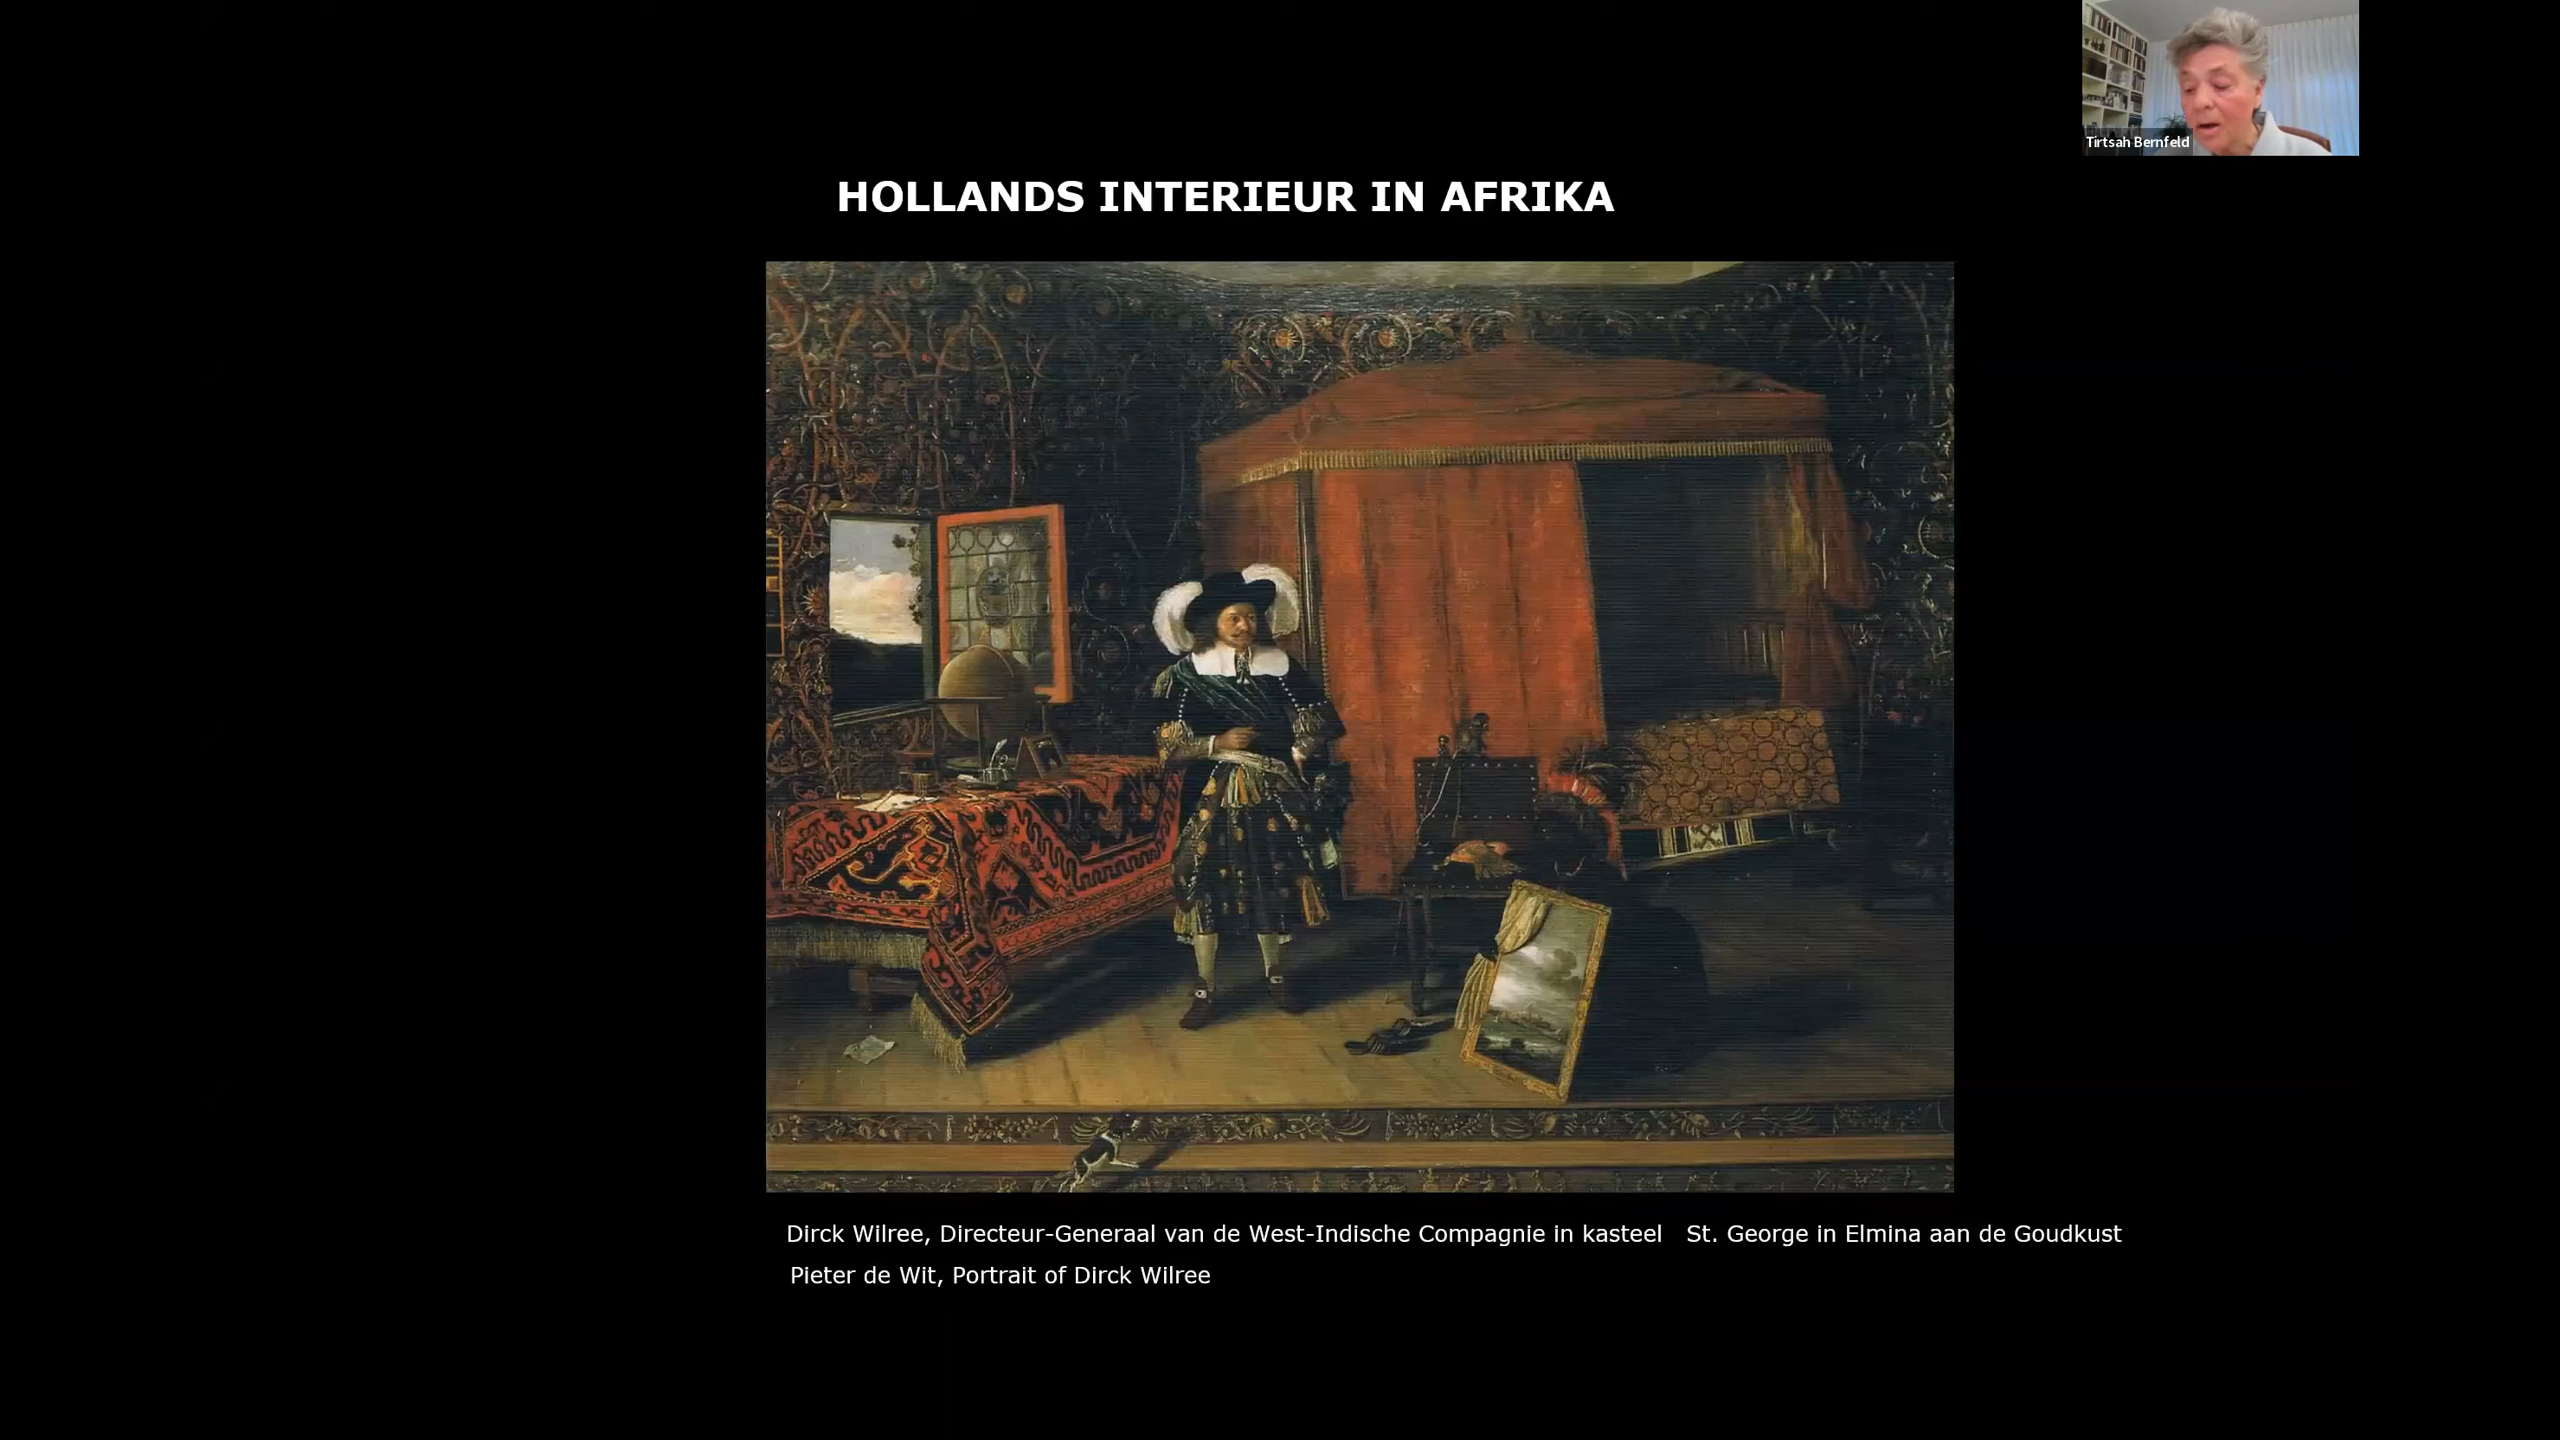 Tirtsah Bernfeld
HOLLANDS INTERIEUR IN AFRIKA
Dirck Wilree, Directeur-Generaal van de West-Indische Compagnie in kasteel St. George in Elmina aan de Goudkust
Pieter de Wit, Portrait of Dirck Wilree